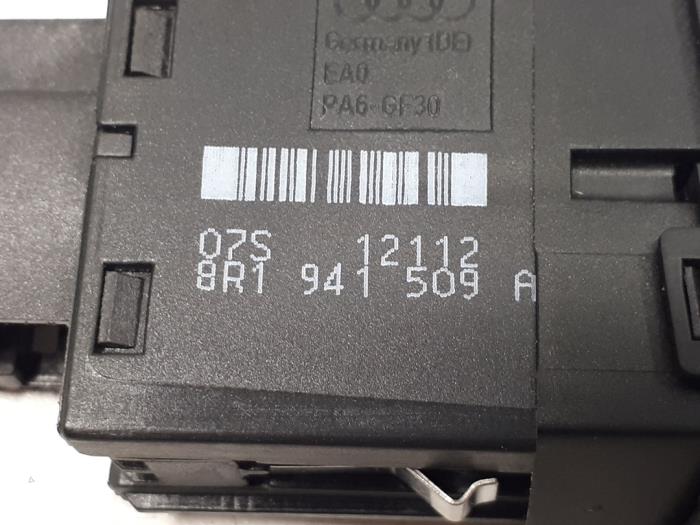 Germany (DE)
EA0
PA6-GF30
07S 12112
8R1 941 509 A